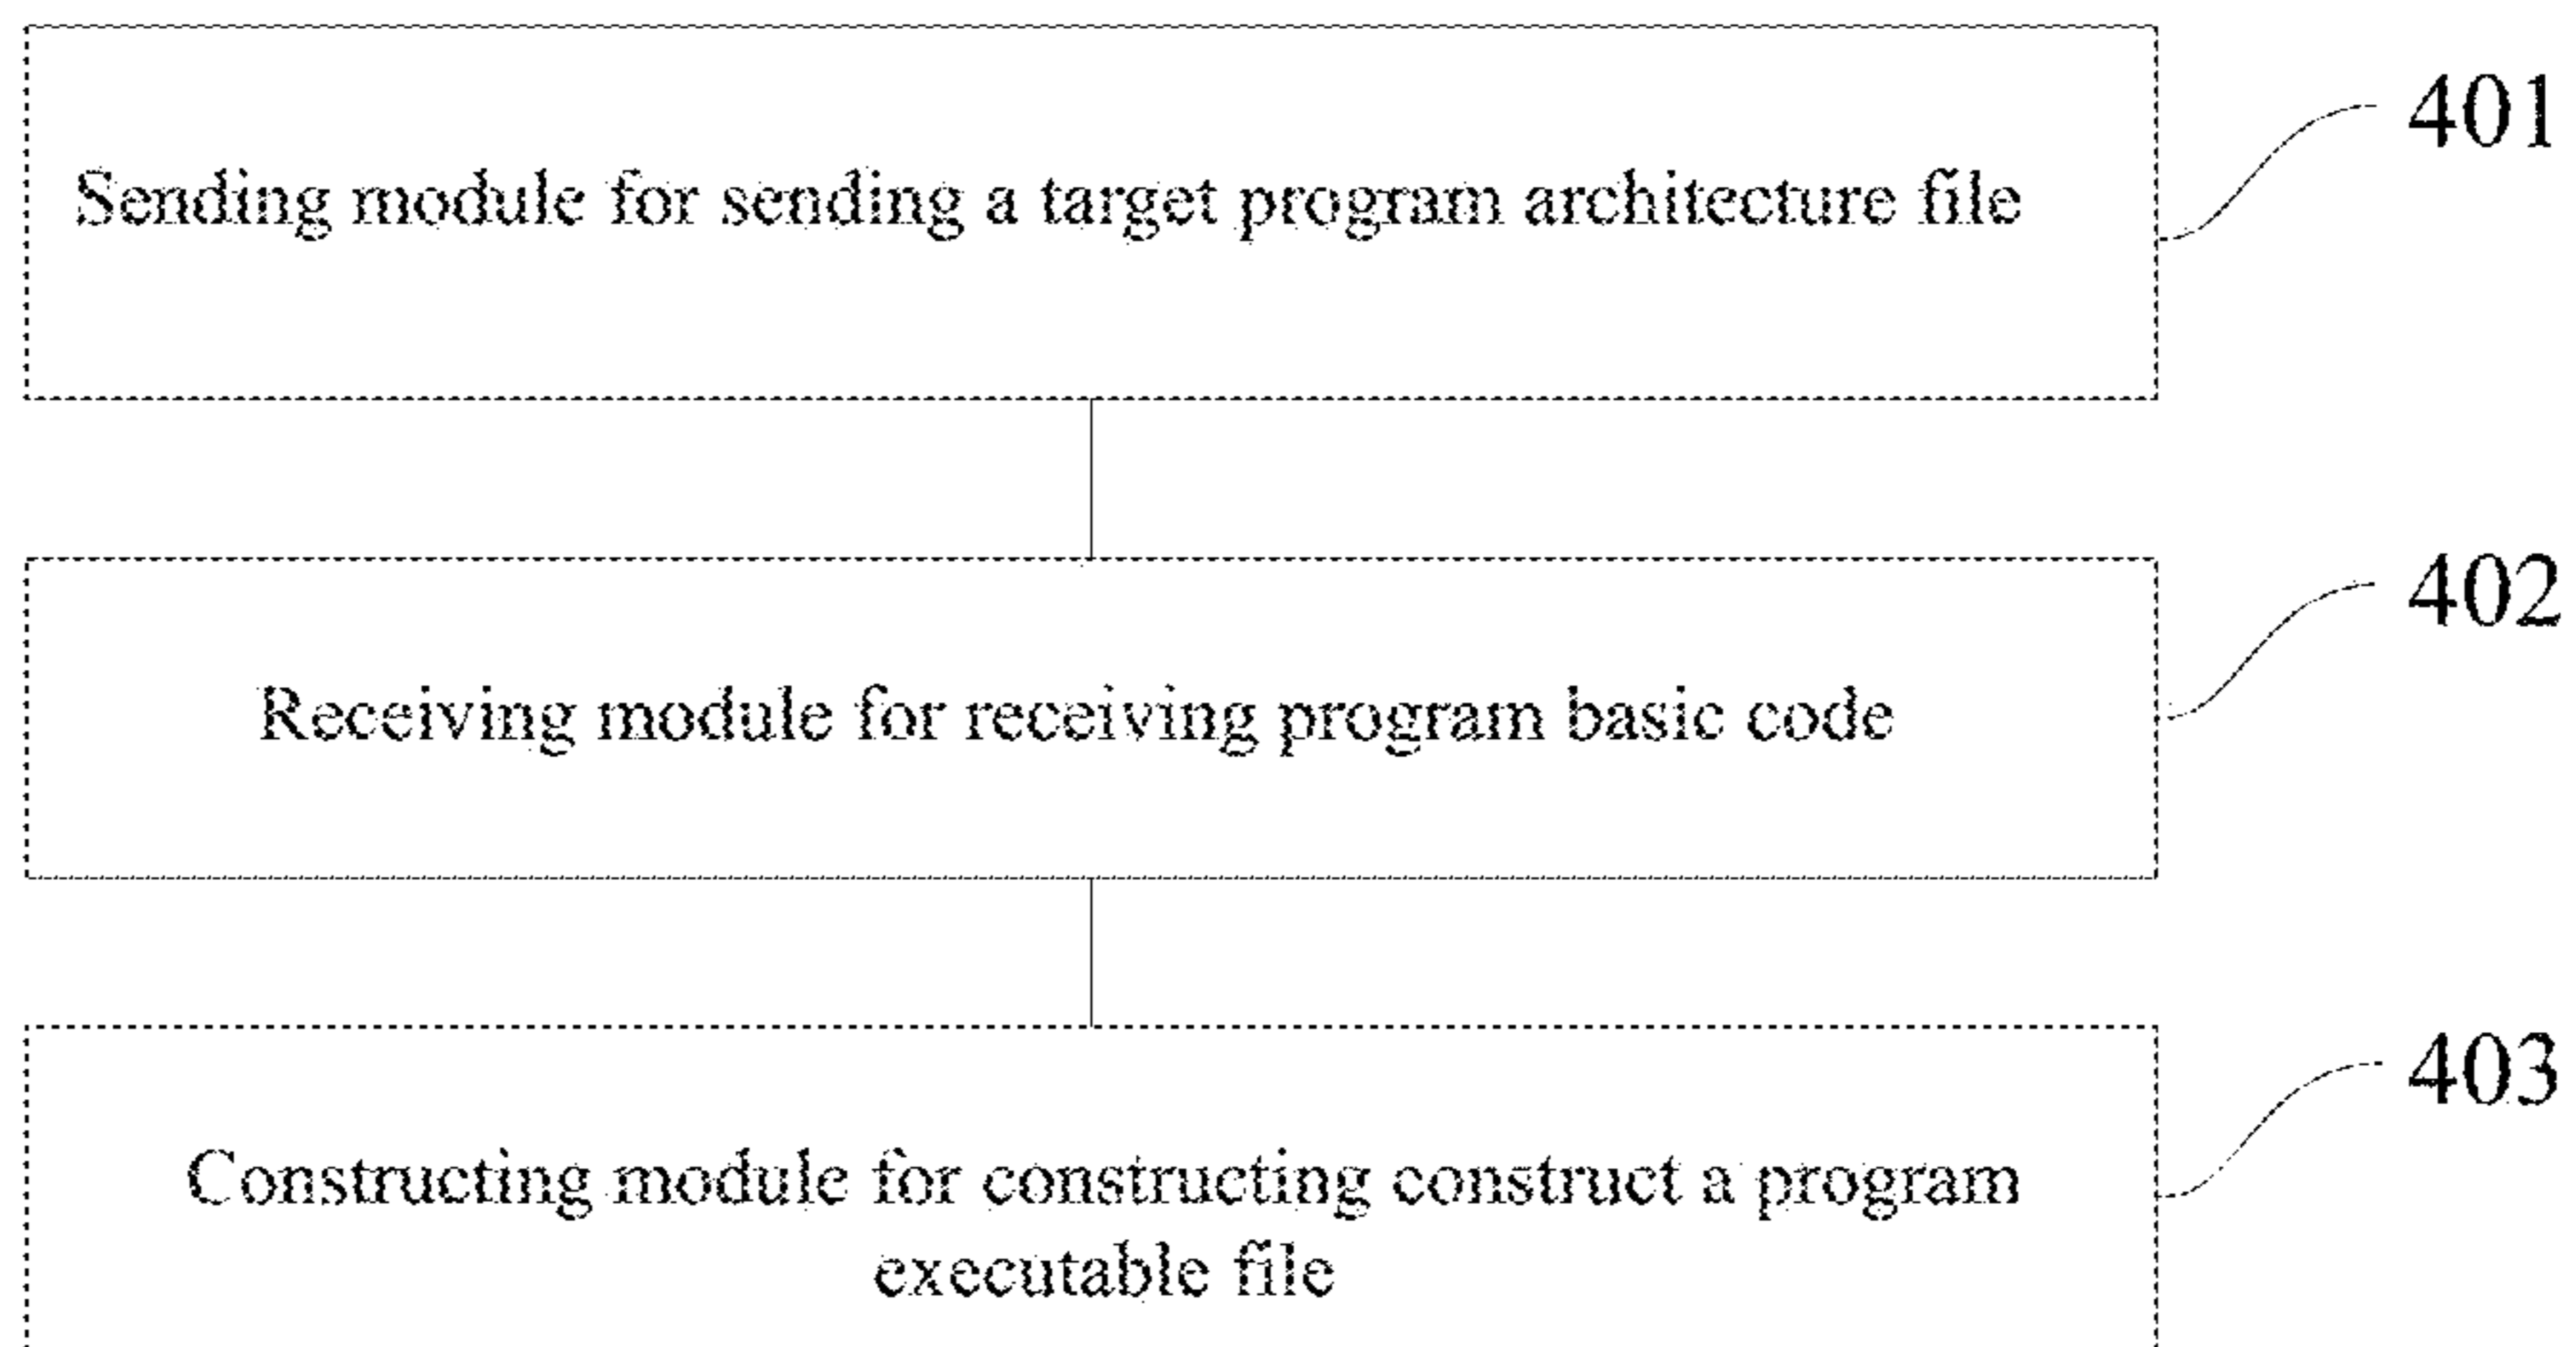 401
Sending module for sending a target program architecture file
402
Receiving module for receiving program basic code
403
Constructing module for constructing construct a program
executable file